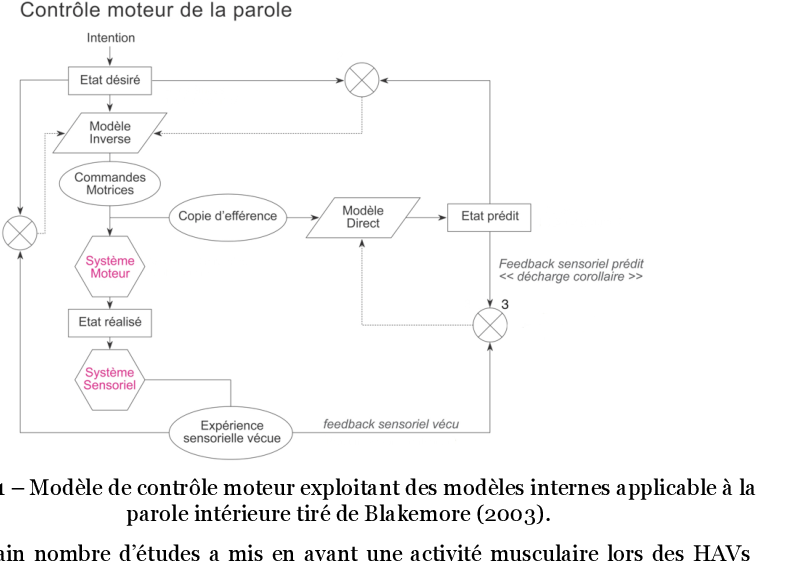 Contrôle moteur de la parole
Intention
Etat désiré
Modèle
Inverse
Commandes
Motrices
Copie d'efférence
Modèle
Direct
Etat prédit
Système
Moteur
Feedback sensoriel prédit
<< décharge corollaire >>
3
Etat réalisé
Système
Sensoriel
Expérience
sensorielle vécue
feedback sensoriel vécu
1 – Modèle de contrôle moteur exploitant des modèles internes applicable à la
parole intérieure tiré de Blakemore (2003).
nombre d'études a mis en avant une activité musculaire lors des HAVs